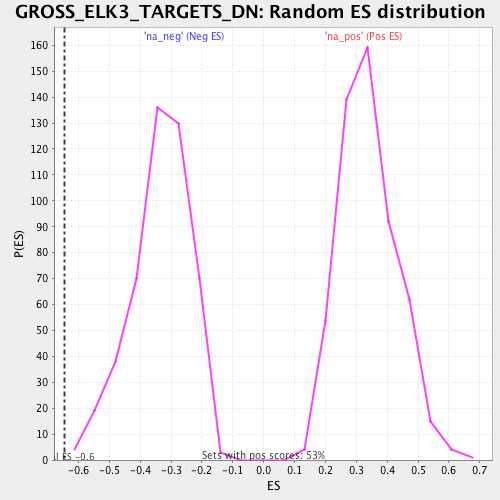 GROSS_ELK3_TARGETS_DN: Random ES distribution
'na_neg' (Neg ES) 'na_pos' (Pos ES)
160
150
140
130
120
110
100
90
80
70
60
50
40
30
20
10
0
P(ES)
ES -0.6
Sets with pos scores: 53%
-0.6 -0.5 -0.4 -0.3 -0.2 -0.1 0.0 0.1 0.2 0.3 0.4 0.5 0.6 0.7
ES